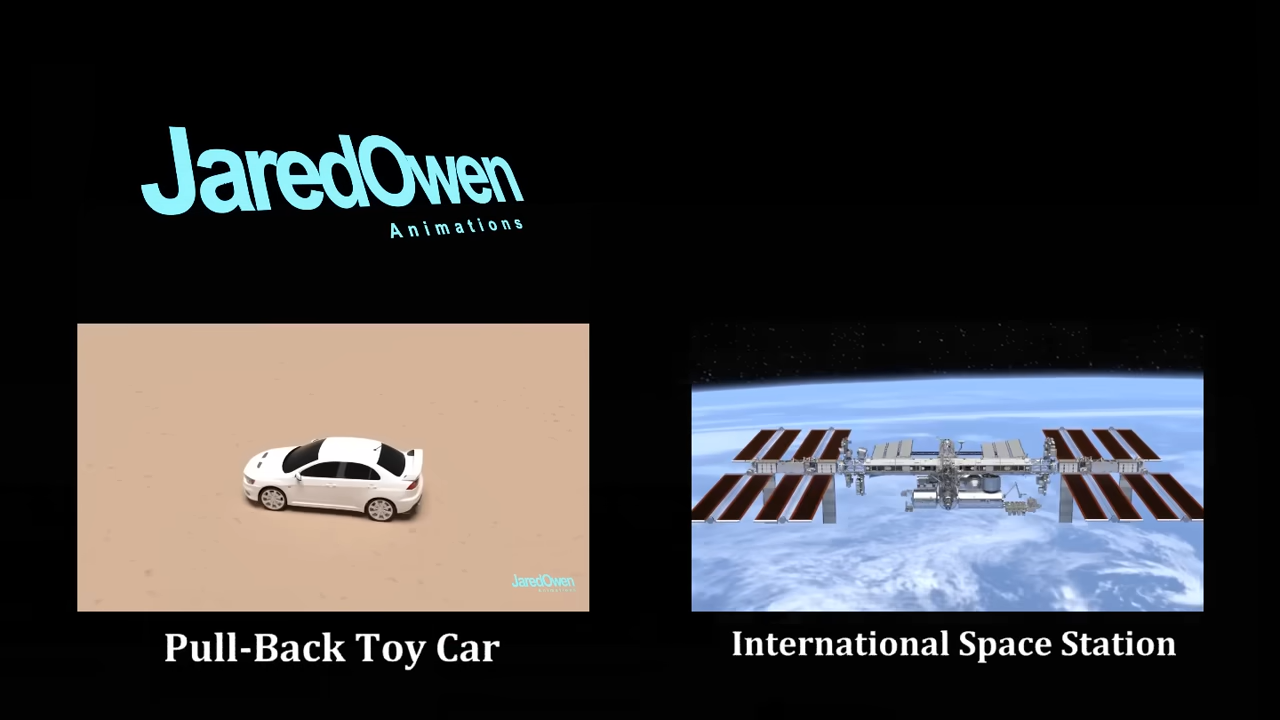 JaredOwen
Animations
JaredOwen
Pull-Back Toy Car
International Space Station